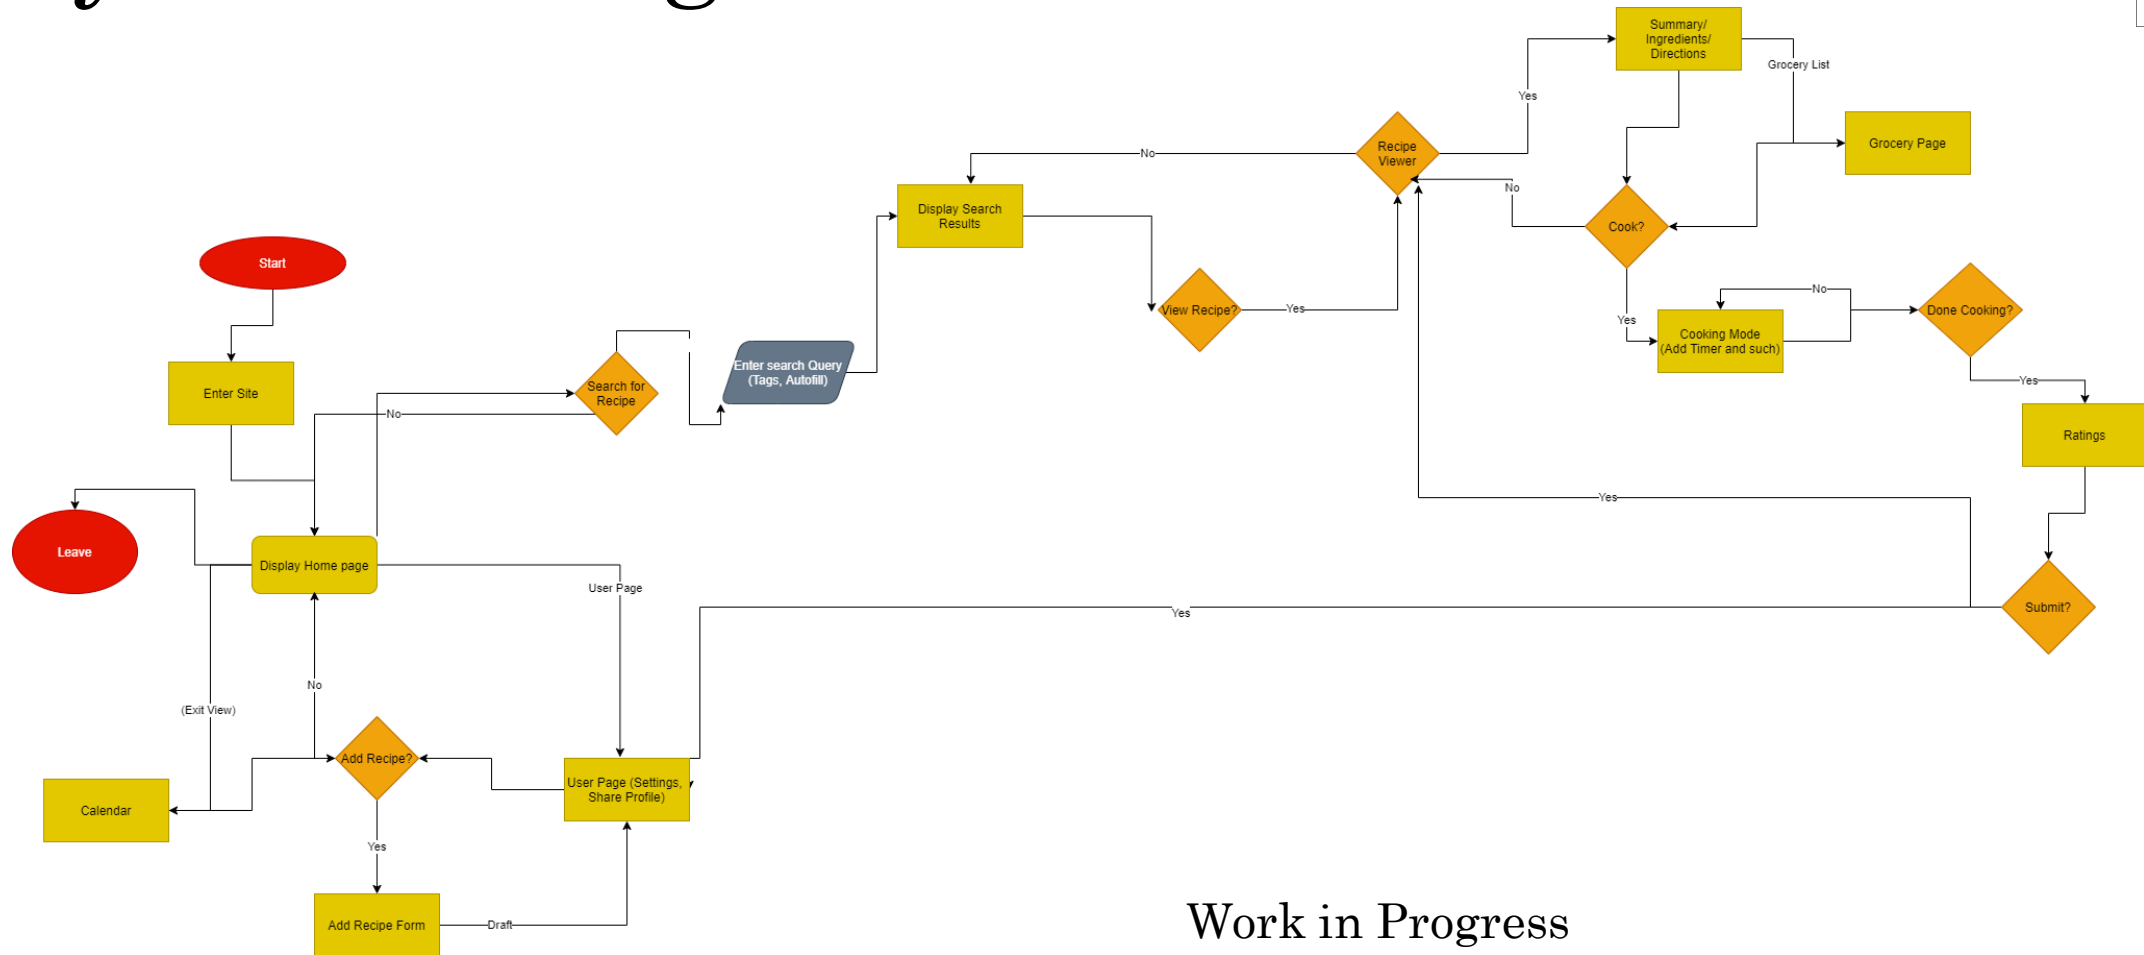 Summary/
Ingredients/
Directions
Grocery List
Yes
Recipe
Viewer
No
Grocery Page
Display Search
Results
No
Cook?
Start
View Recipe?
Yes
No
Done Cooking?
Yes
Cooking Mode
(Add Timer and such)
Enter search Query
(Tags, Autofill)
Enter Site
Search for
Recipe
No
Yes
Ratings
Yes
Leave
Display Home page
User Page
Yes
Submit?
No
(Exit View)
Add Recipe?
User Page (Settings,
Share Profile)
Calendar
Yes
Add Recipe Form
Draft
Work in Progress